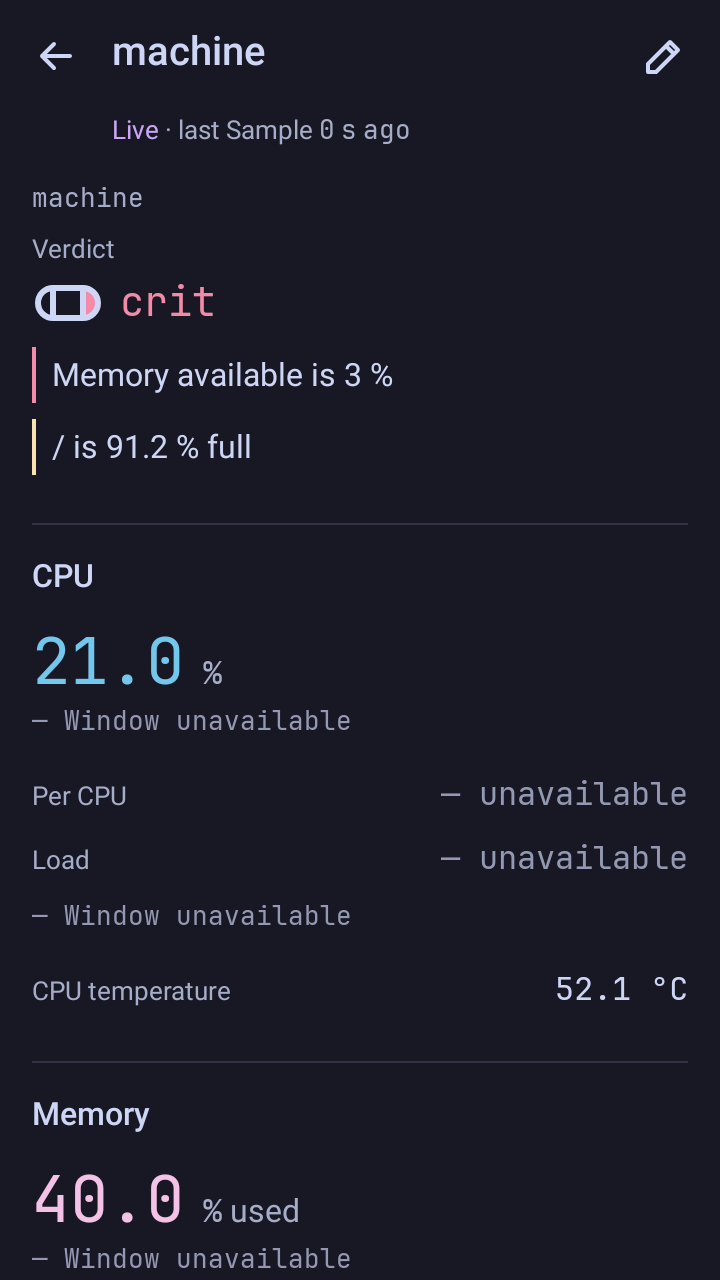 machine
Live · last Sample 0 s ago
machine
Verdict
crit
Memory available is 3 %
/ is 91.2 % full
CPU
21.0 %
— Window unavailable
Per CPU — unavailable
Load — unavailable
— Window unavailable
CPU temperature 52.1 °C
Memory
40.0 % used
— Window unavailable